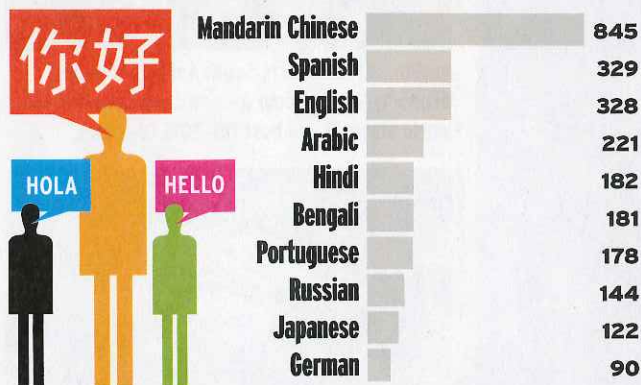 你好
HOLA
HELLO
Mandarin Chinese 845
Spanish 329
English 328
Arabic 221
Hindi 182
Bengali 181
Portuguese 178
Russian 144
Japanese 122
German 90